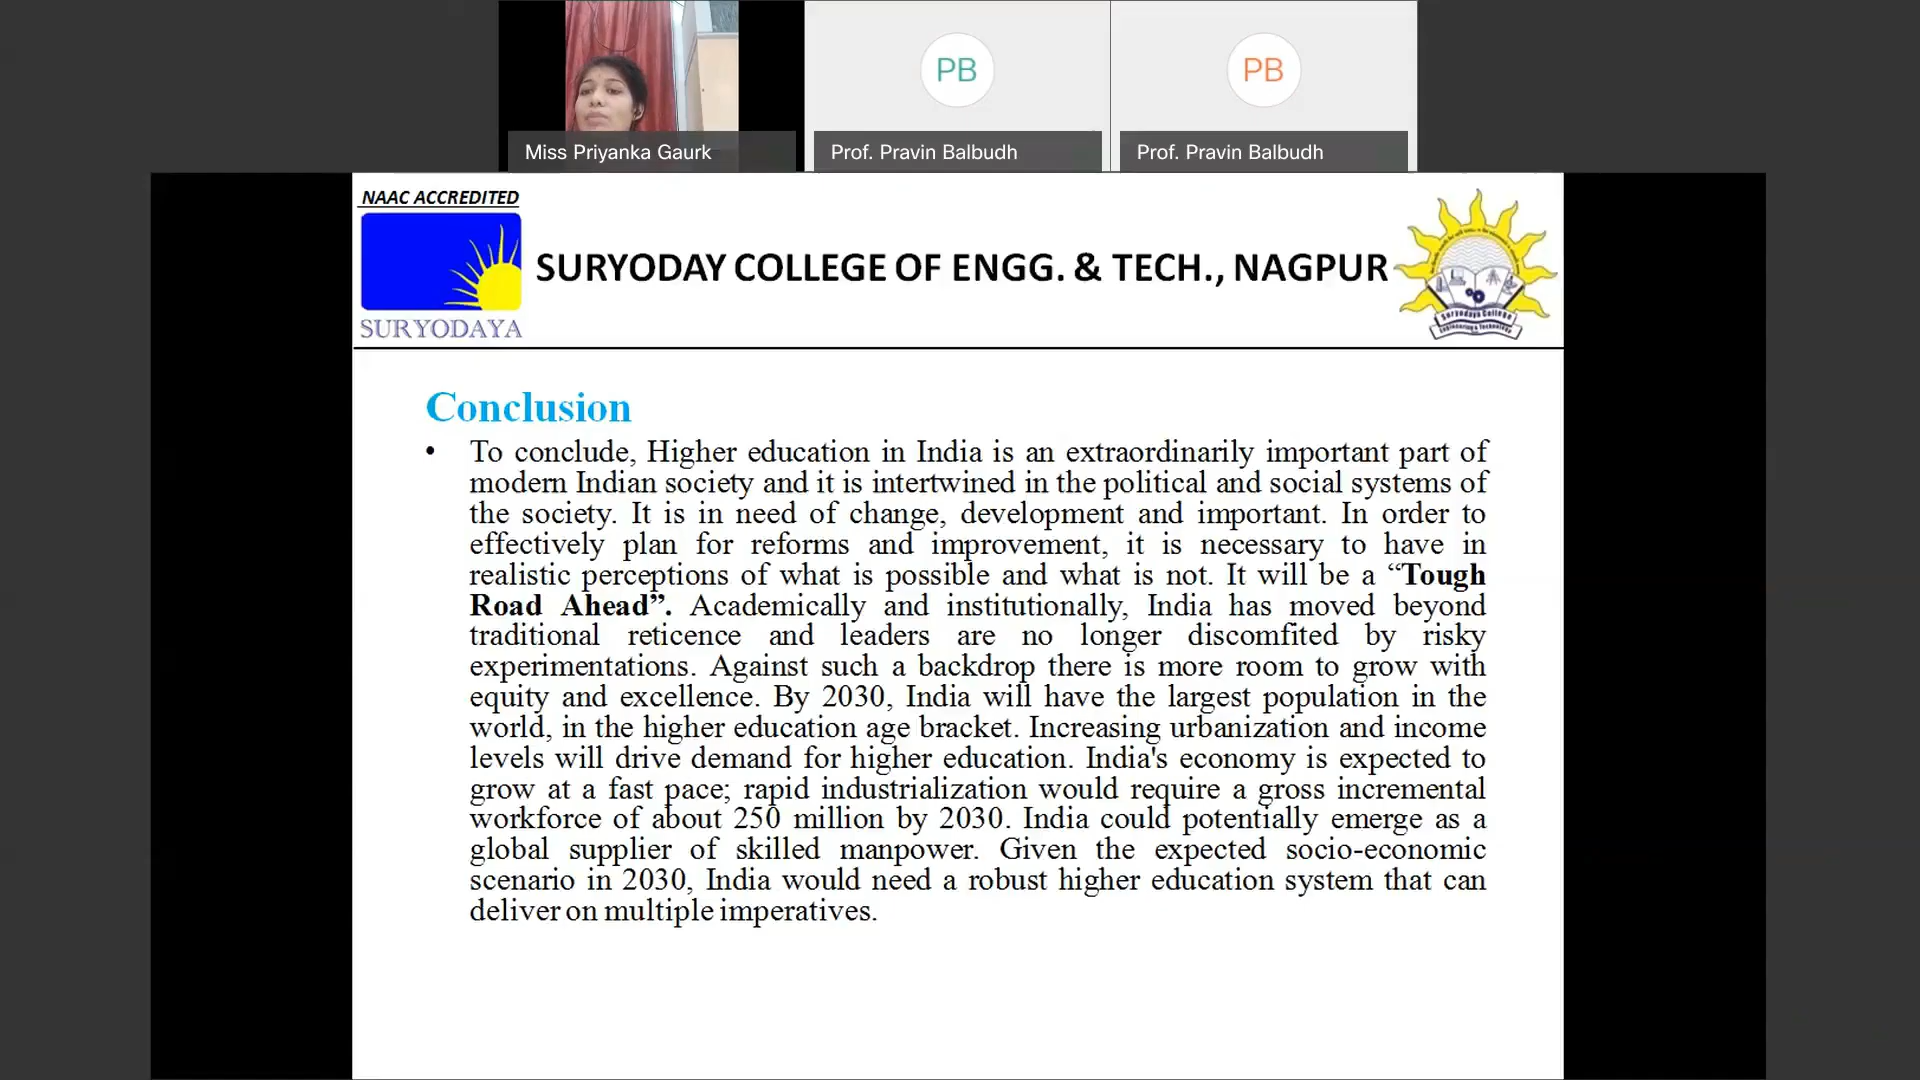 PB
PB
Miss Priyanka Gaurk
Prof. Pravin Balbudh
Prof. Pravin Balbudh
NAAC ACCREDITED
SURYODAYA
SURYODAY COLLEGE OF ENGG. & TECH., NAGPUR
Suryodaya College
Engineering & Technology
Conclusion
• To conclude, Higher education in India is an extraordinarily important part of
modern Indian society and it is intertwined in the political and social systems of
the society. It is in need of change, development and important. In order to
effectively plan for reforms and improvement, it is necessary to have in
realistic perceptions of what is possible and what is not. It will be a “Tough
Road Ahead”. Academically and institutionally, India has moved beyond
traditional reticence and leaders are no longer discomfited by risky
experimentations. Against such a backdrop there is more room to grow with
equity and excellence. By 2030, India will have the largest population in the
world, in the higher education age bracket. Increasing urbanization and income
levels will drive demand for higher education. India's economy is expected to
grow at a fast pace; rapid industrialization would require a gross incremental
workforce of about 250 million by 2030. India could potentially emerge as a
global supplier of skilled manpower. Given the expected socio-economic
scenario in 2030, India would need a robust higher education system that can
deliver on multiple imperatives.